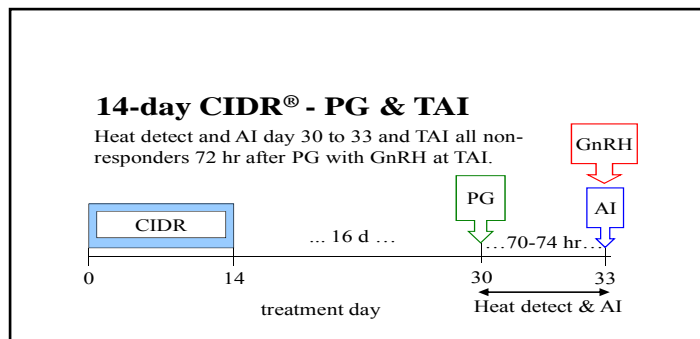 14-day CIDR® - PG & TAI
Heat detect and AI day 30 to 33 and TAI all non-
responders 72 hr after PG with GnRH at TAI.
GnRH
PG
AI
CIDR
... 16 d …
…70-74 hr…
0
14
30
33
treatment day
Heat detect & AI